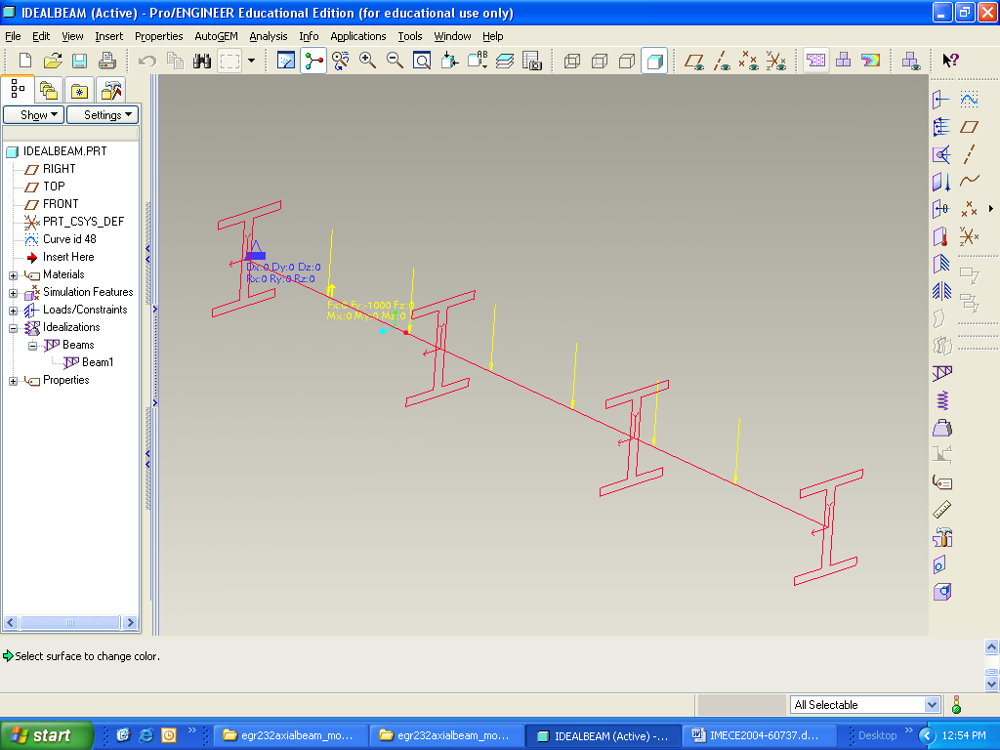 IDEALBEAM (Active) - Pro/ENGINEER Educational Edition (for educational use only)
File Edit View Insert Properties AutoGEM Analysis Info Applications Tools Window Help
Show Settings
IDEALBEAM.PRT
RIGHT
TOP
FRONT
PRT_CSYS_DEF
Curve id 48
Insert Here
Materials
Simulation Features
Loads/Constraints
Idealizations
Beams
Beam1
Properties
Dx:0 Dy:0 Dz:0
Rx:0 Ry:0 Rz:0
Fx:0 Fy:-1000 Fz:0
Mx:0 My:0 Mz:0
Select surface to change color.
All Selectable
start
egr232axialbeam_mo...
egr232axialbeam_mo...
IDEALBEAM (Active) -...
IMECE2004-60737.d...
Desktop
12:54 PM